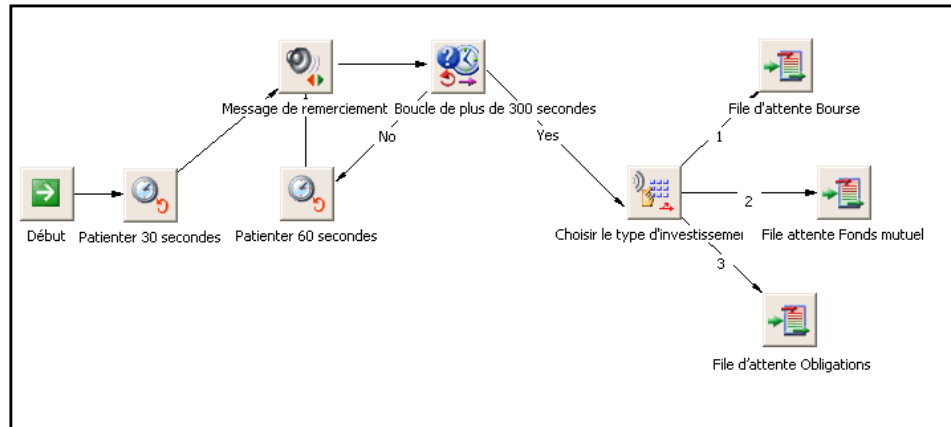 Message de remerciement
Boucle de plus de 300 secondes
File d'attente Bourse
No
Yes
1
2
3
Début
Patienter 30 secondes
Patienter 60 secondes
Choisir le type d'investissemer
File attente Fonds mutuel
File d'attente Obligations